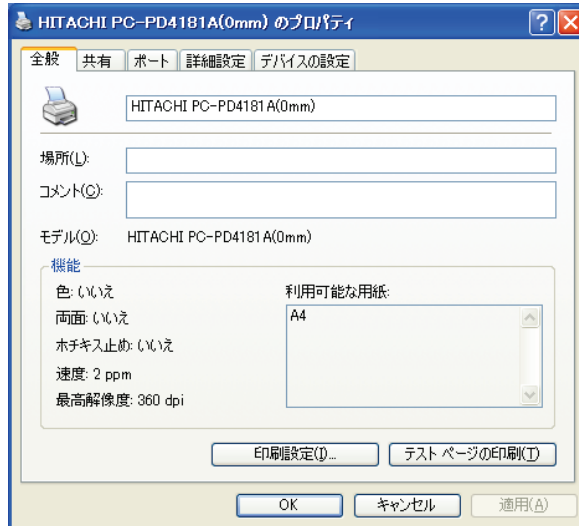 HITACHI PC-PD4181A(0mm) のプロパティ
全般 共有 ポート 詳細設定 デバイスの設定
HITACHI PC-PD4181A(0mm)
場所(L):
コメント(C):
モデル(O): HITACHI PC-PD4181A(0mm)
機能
色: いいえ
両面: いいえ
ホチキス止め: いいえ
速度: 2 ppm
最高解像度: 360 dpi
利用可能な用紙:
A4
印刷設定(I)... テスト ページの印刷(T)
OK キャンセル 適用(A)